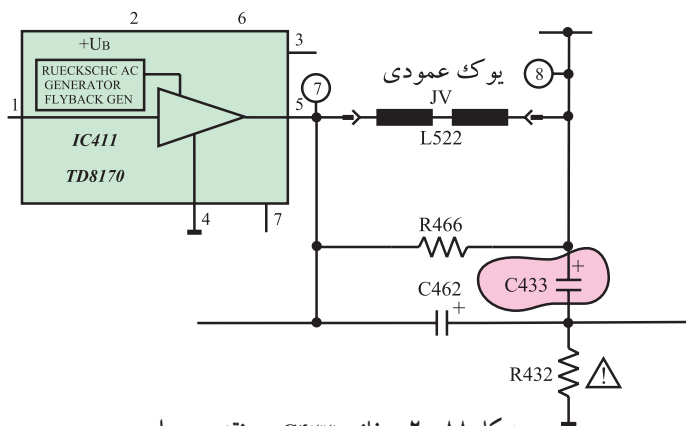 2
6
+UB
3
RUECKSCHC AC
GENERATOR
FLYBACK GEN
1
5
7
8
یوک عمودی
JV
L522
IC411
TD8170
4
7
R466
C433
+
C462
+
R432
!